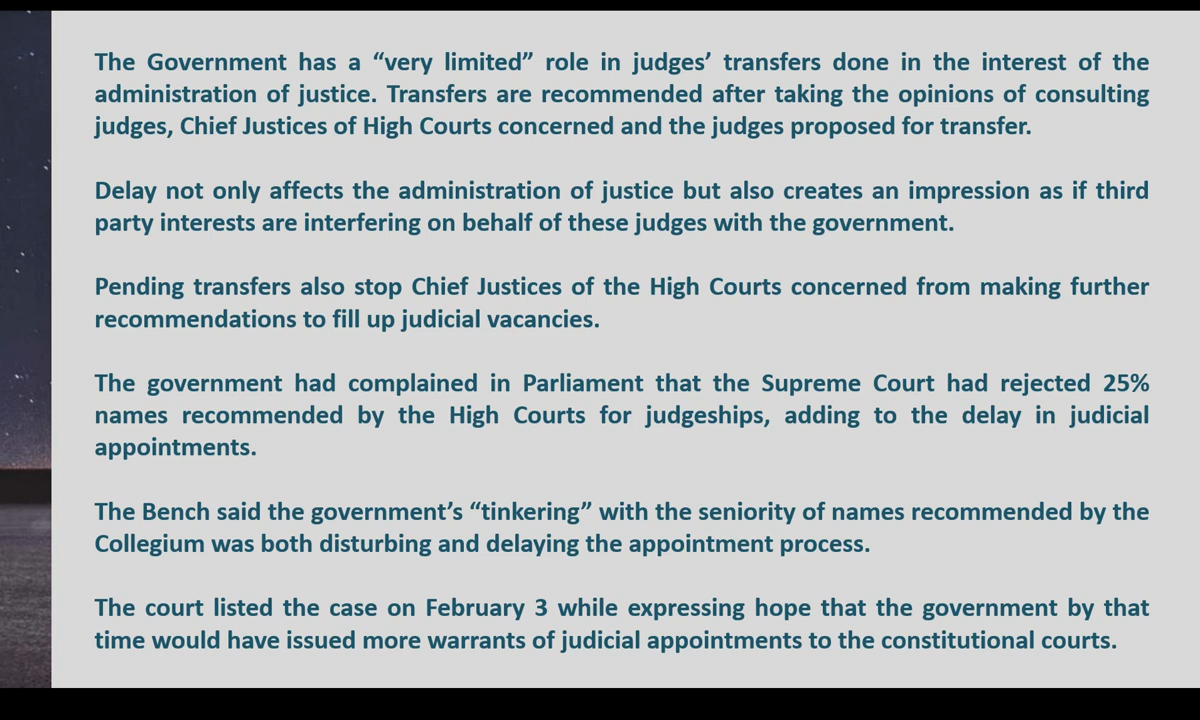 The Government has a “very limited” role in judges’ transfers done in the interest of the
administration of justice. Transfers are recommended after taking the opinions of consulting
judges, Chief Justices of High Courts concerned and the judges proposed for transfer.
Delay not only affects the administration of justice but also creates an impression as if third
party interests are interfering on behalf of these judges with the government.
Pending transfers also stop Chief Justices of the High Courts concerned from making further
recommendations to fill up judicial vacancies.
The government had complained in Parliament that the Supreme Court had rejected 25%
names recommended by the High Courts for judgeships, adding to the delay in judicial
appointments.
The Bench said the government’s “tinkering” with the seniority of names recommended by the
Collegium was both disturbing and delaying the appointment process.
The court listed the case on February 3 while expressing hope that the government by that
time would have issued more warrants of judicial appointments to the constitutional courts.